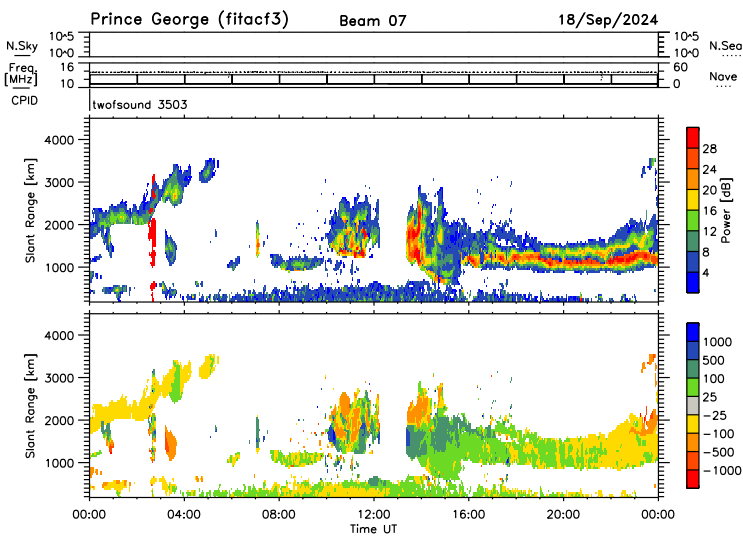 Prince George (fitacf3) Beam 07 18/Sep/2024
N.Sky 10^5 10^0 10^5 10^0 N.Sea
Freq. [MHz] 16 10 60 0 Nave
CPID twofsound 3503
Slant Range [km] 4000 3000 2000 1000
28 24 20 16 12 8 4 Power [dB]
Slant Range [km] 4000 3000 2000 1000
1000 500 100 25 -25 -100 -500 -1000
00:00 04:00 08:00 12:00 16:00 20:00 00:00
Time UT